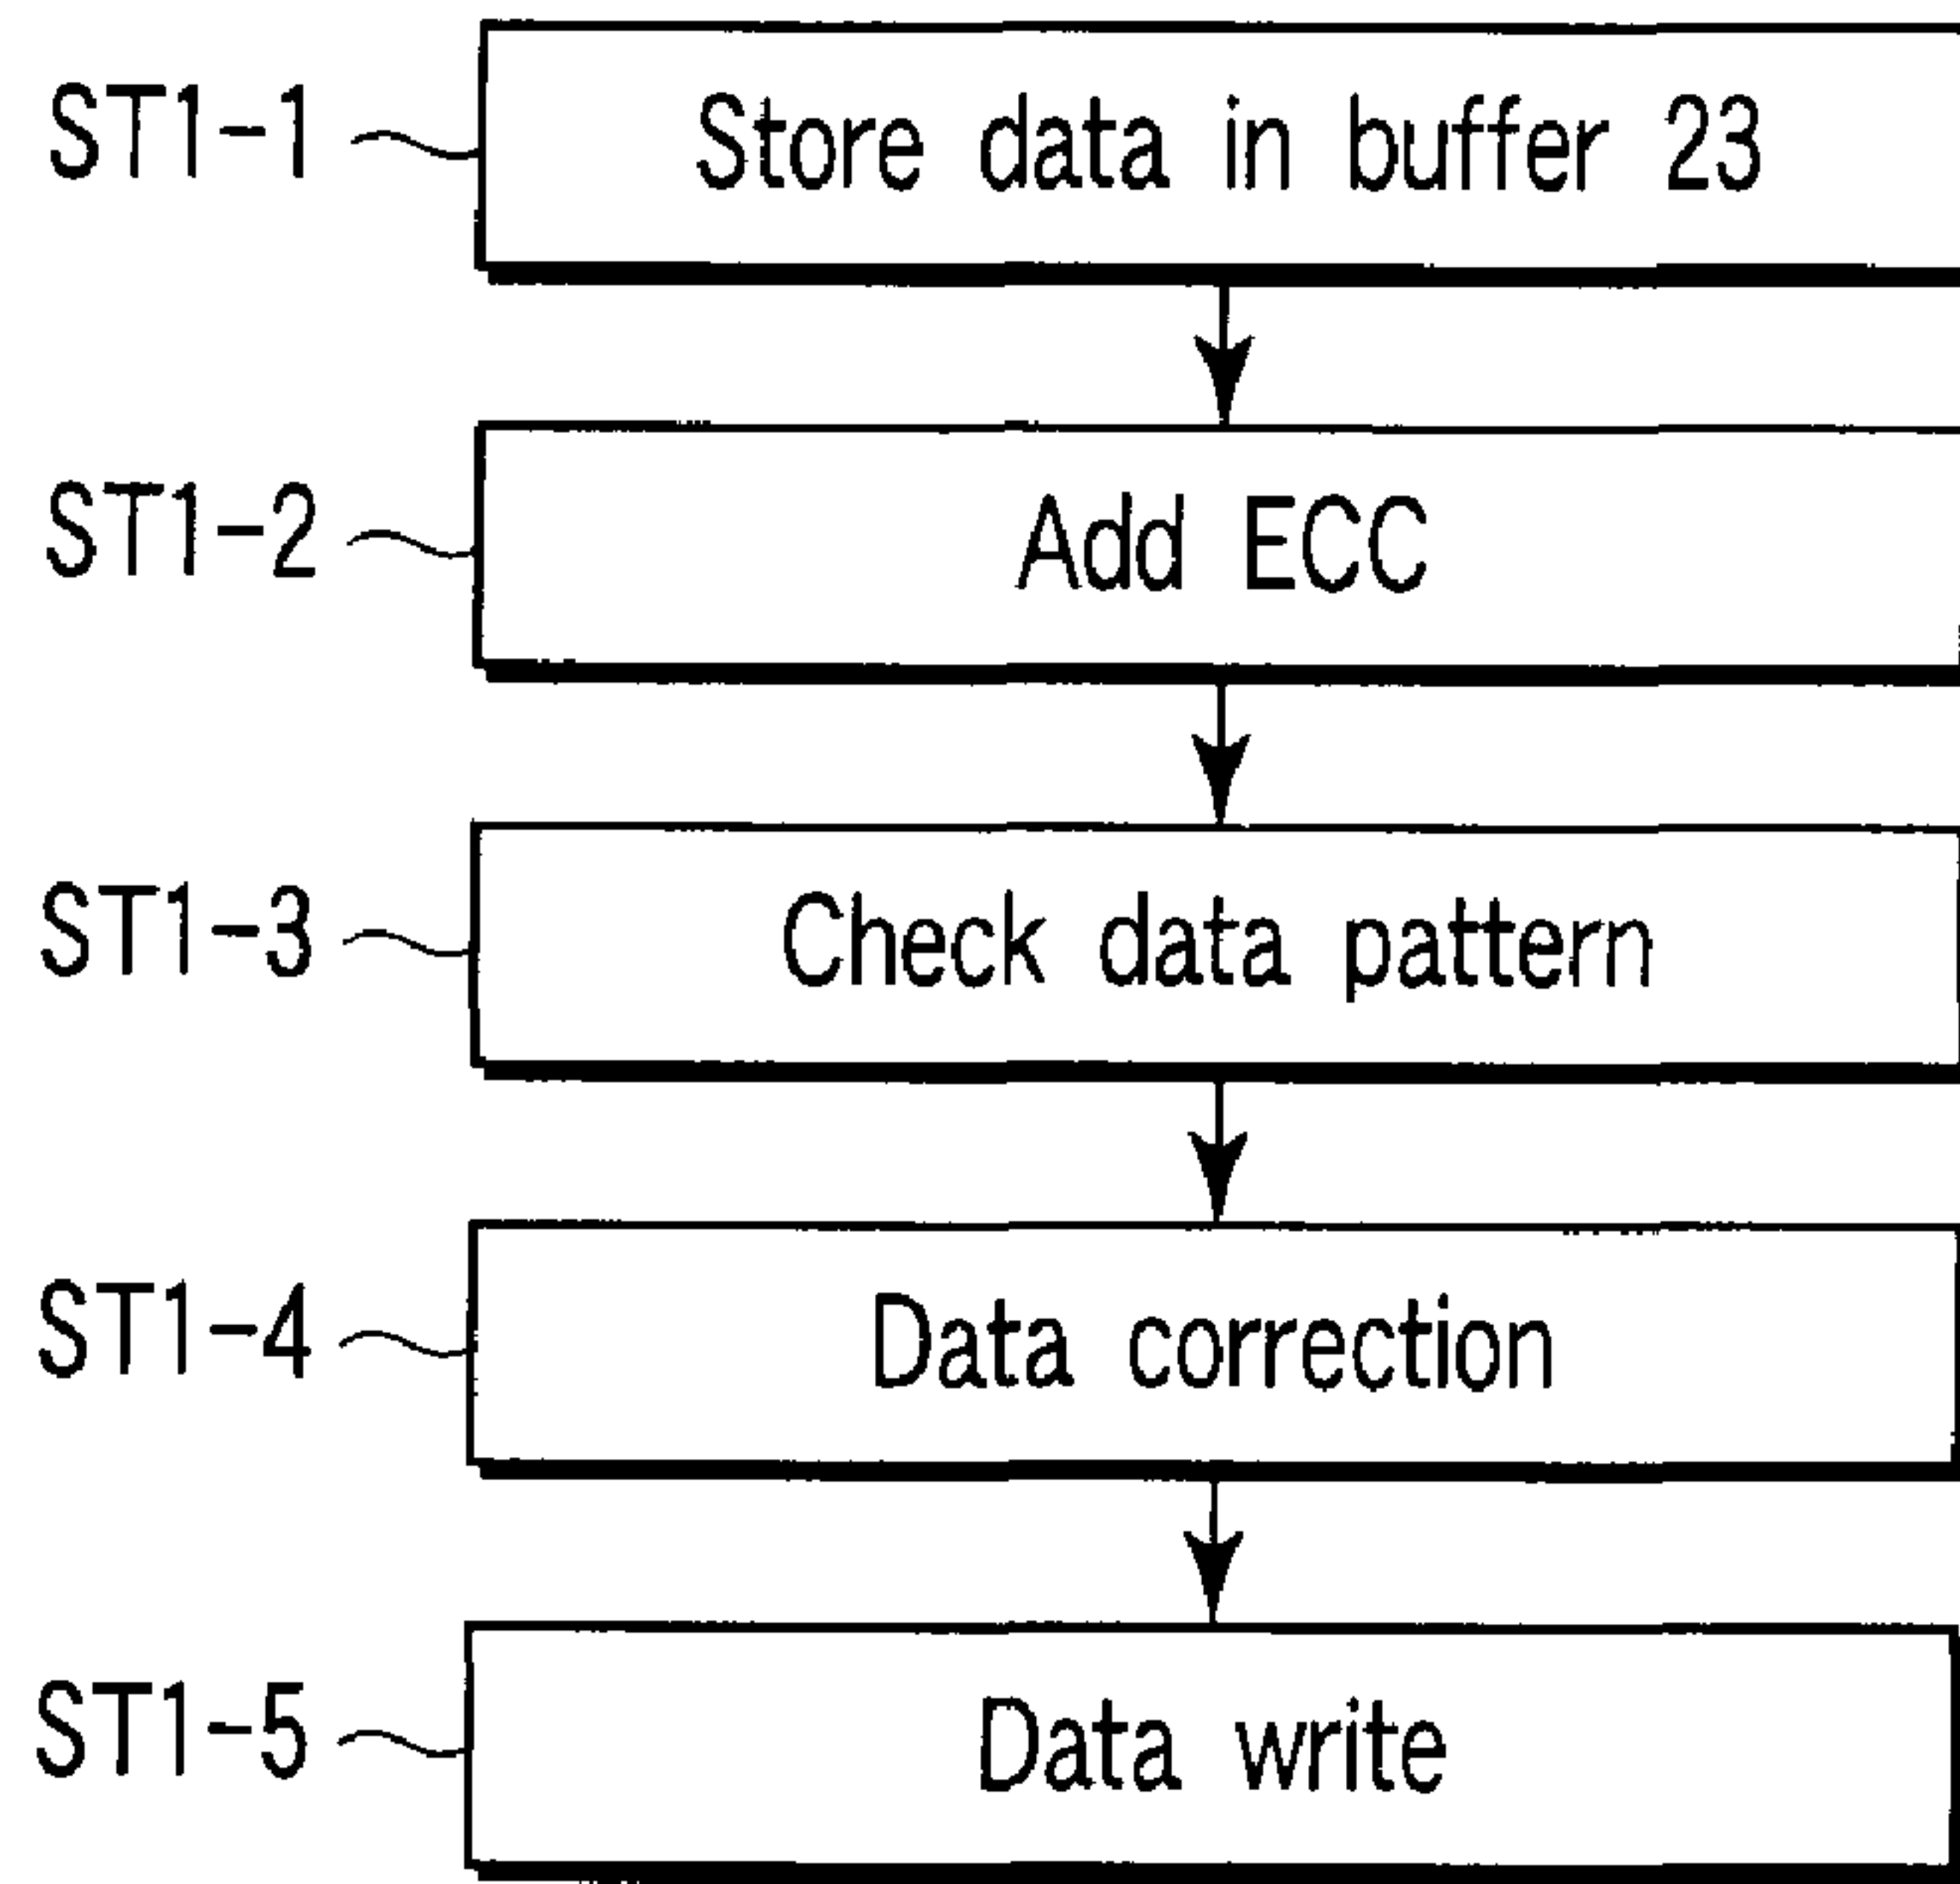 ST1-1 Store data in buffer 23
ST1-2 Add ECC
ST1-3 Check data pattern
ST1-4 Data correction
ST1-5 Data write